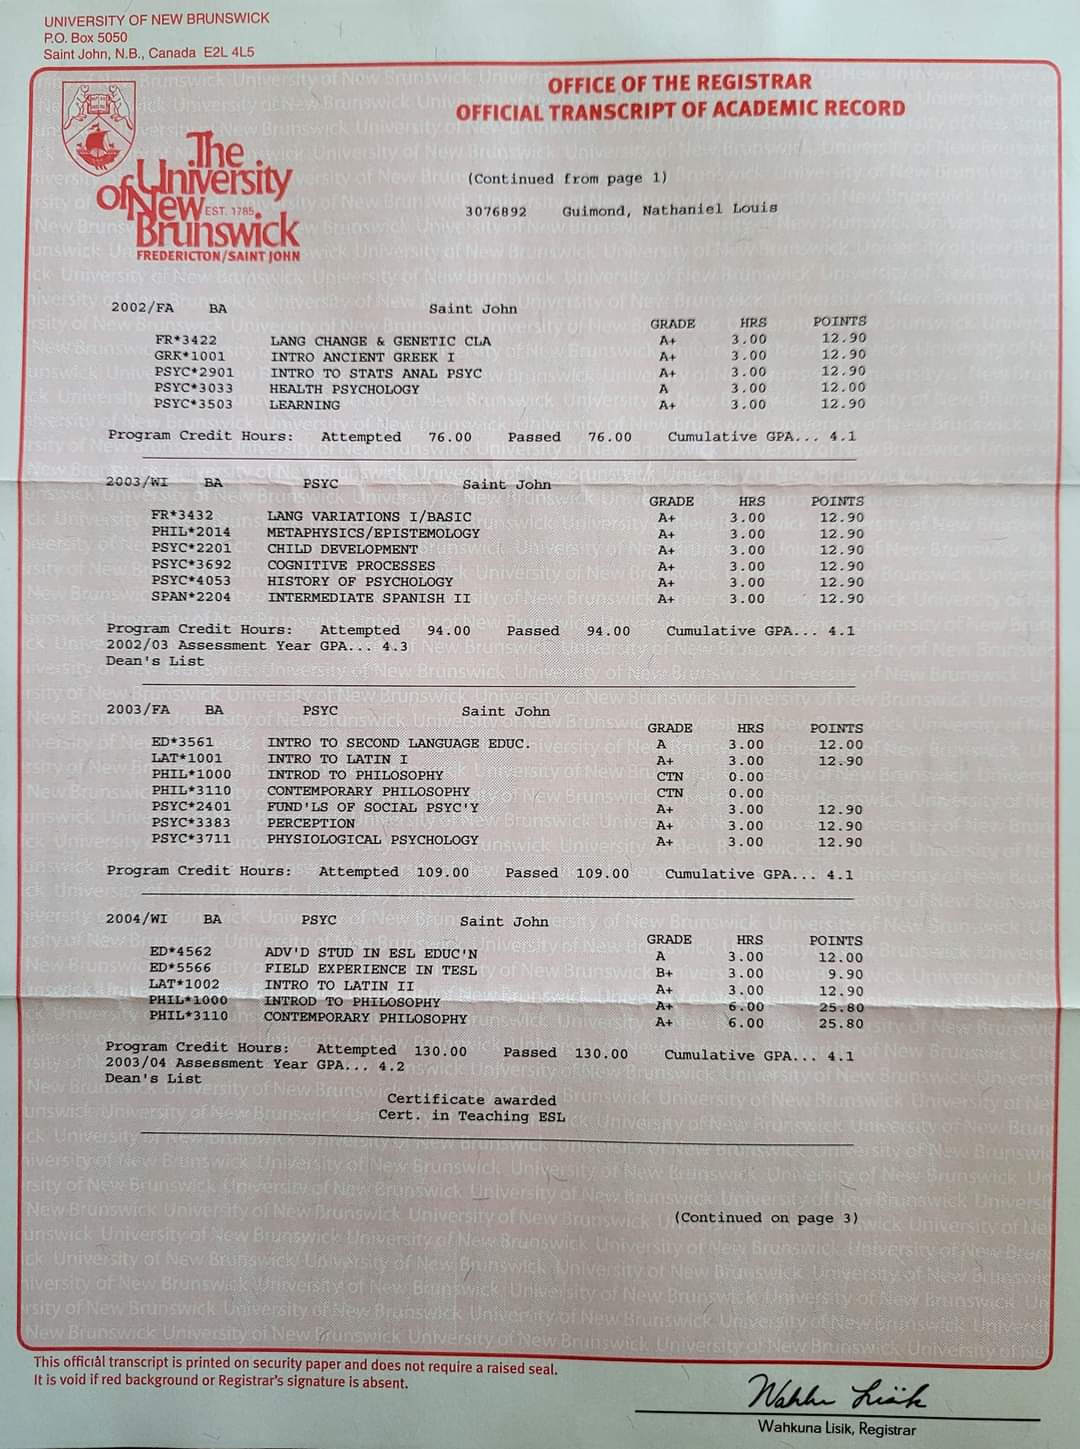 UNIVERSITY OF NEW BRUNSWICK
P.O. Box 5050
Saint John, N.B., Canada E2L 4L5
OFFICE OF THE REGISTRAR
OFFICIAL TRANSCRIPT OF ACADEMIC RECORD
The
University
of New
EST. 1785
Brunswick
FREDERICTON/SAINT JOHN
(Continued from page 1)
3076892 Guimond, Nathaniel Louis
2002/FA BA Saint John
GRADE HRS POINTS
FR*3422 LANG CHANGE & GENETIC CLA A+ 3.00 12.90
GRK*1001 INTRO ANCIENT GREEK I A+ 3.00 12.90
PSYC*2901 INTRO TO STATS ANAL PSYC A+ 3.00 12.90
PSYC*3033 HEALTH PSYCHOLOGY A 3.00 12.00
PSYC*3503 LEARNING A+ 3.00 12.90
Program Credit Hours: Attempted 76.00 Passed 76.00 Cumulative GPA... 4.1
2003/WI BA PSYC Saint John
GRADE HRS POINTS
FR*3432 LANG VARIATIONS I/BASIC A+ 3.00 12.90
PHIL*2014 METAPHYSICS/EPISTEMOLOGY A+ 3.00 12.90
PSYC*2201 CHILD DEVELOPMENT A+ 3.00 12.90
PSYC*3692 COGNITIVE PROCESSES A+ 3.00 12.90
PSYC*4053 HISTORY OF PSYCHOLOGY A+ 3.00 12.90
SPAN*2204 INTERMEDIATE SPANISH II A+ 3.00 12.90
Program Credit Hours: Attempted 94.00 Passed 94.00 Cumulative GPA... 4.1
2002/03 Assessment Year GPA... 4.3
Dean's List
2003/FA BA PSYC Saint John
GRADE HRS POINTS
ED*3561 INTRO TO SECOND LANGUAGE EDUC. A 3.00 12.00
LAT*1001 INTRO TO LATIN I A+ 3.00 12.90
PHIL*1000 INTROD TO PHILOSOPHY CTN 0.00
PHIL*3110 CONTEMPORARY PHILOSOPHY CTN 0.00
PSYC*2401 FUND'LS OF SOCIAL PSYC'Y A+ 3.00 12.90
PSYC*3383 PERCEPTION A+ 3.00 12.90
PSYC*3711 PHYSIOLOGICAL PSYCHOLOGY A+ 3.00 12.90
Program Credit Hours: Attempted 109.00 Passed 109.00 Cumulative GPA... 4.1
2004/WI BA PSYC Saint John
GRADE HRS POINTS
ED*4562 ADV'D STUD IN ESL EDUC'N A 3.00 12.00
ED*5566 FIELD EXPERIENCE IN TESL B+ 3.00 9.90
LAT*1002 INTRO TO LATIN II A+ 3.00 12.90
PHIL*1000 INTROD TO PHILOSOPHY A+ 6.00 25.80
PHIL*3110 CONTEMPORARY PHILOSOPHY A+ 6.00 25.80
Program Credit Hours: Attempted 130.00 Passed 130.00 Cumulative GPA... 4.1
2003/04 Assessment Year GPA... 4.2
Dean's List
Certificate awarded
Cert. in Teaching ESL
(Continued on page 3)
This official transcript is printed on security paper and does not require a raised seal.
It is void if red background or Registrar's signature is absent.
Wahkuna Lisik, Registrar